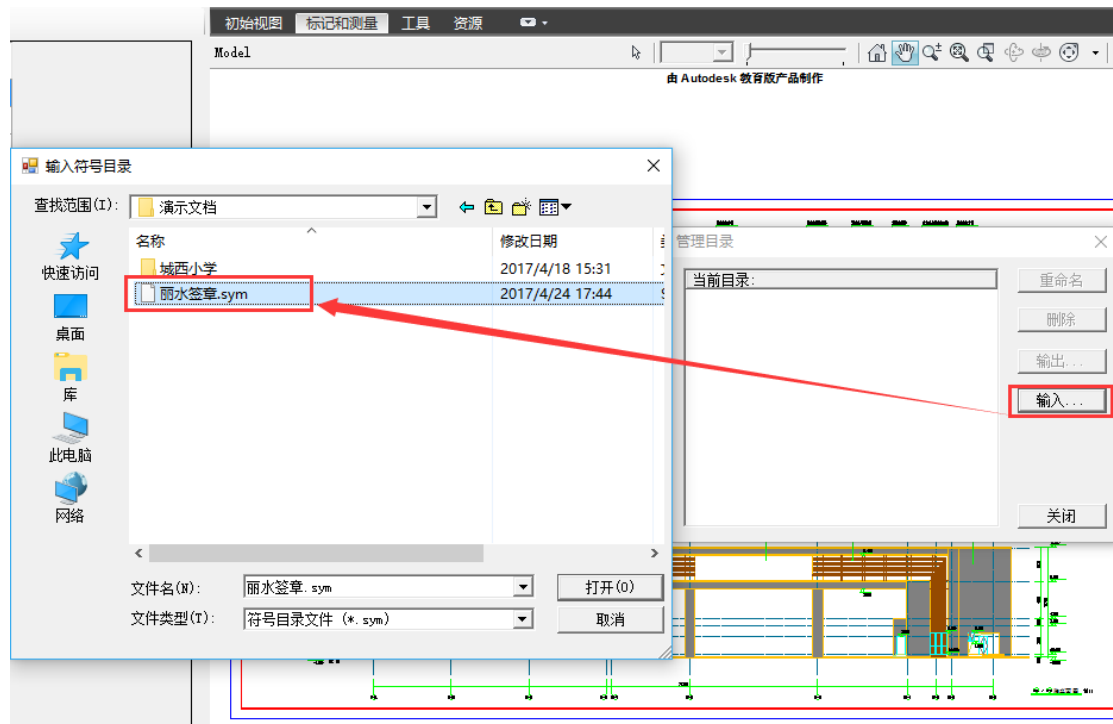 初始视图 标记和测量 工具 资源
Model
由 Autodesk 教育版产品制作
输入符号目录
查找范围(I): 演示文档
名称 修改日期
城西小学 2017/4/18 15:31
丽水签章.sym 2017/4/24 17:44
快速访问
桌面
库
此电脑
网络
文件名(N): 丽水签章.sym 打开(O)
文件类型(T): 符号目录文件 (*.sym) 取消
管理目录
当前目录: 重命名
删除
输出...
输入...
关闭